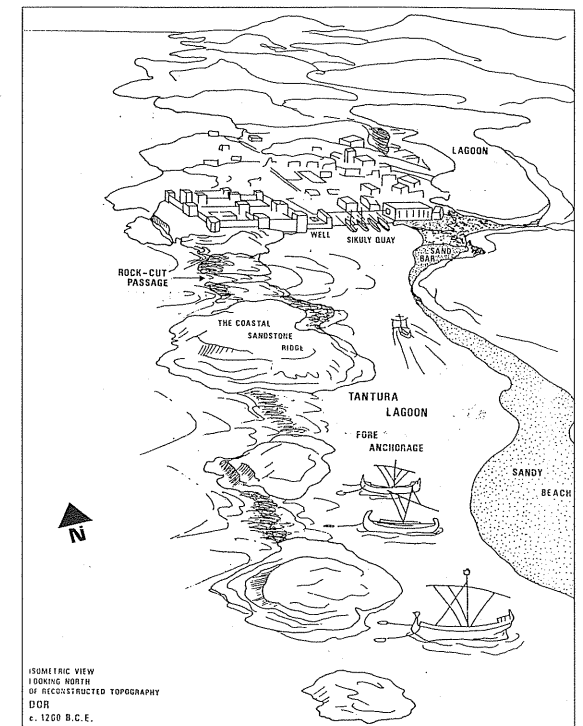 LAGOON
WELL
SIKULY QUAY
SAND
BAR
ROCK-CUT
PASSAGE
THE COASTAL
SANDSTONE
RIDGE
TANTURA
LAGOON
FORE
ANCHORAGE
SANDY
BEACH
N
ISOMETRIC VIEW
LOOKING NORTH
OF RECONSTRUCTED TOPOGRAPHY
DOR
c. 1200 B.C.E.